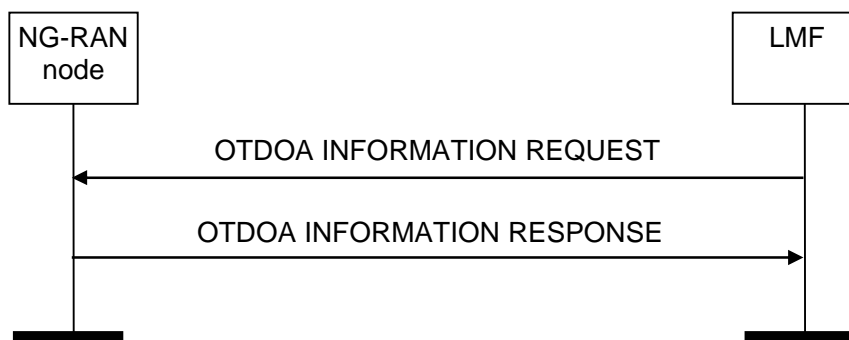 NG-RAN
node
LMF
OTDOA INFORMATION REQUEST
OTDOA INFORMATION RESPONSE